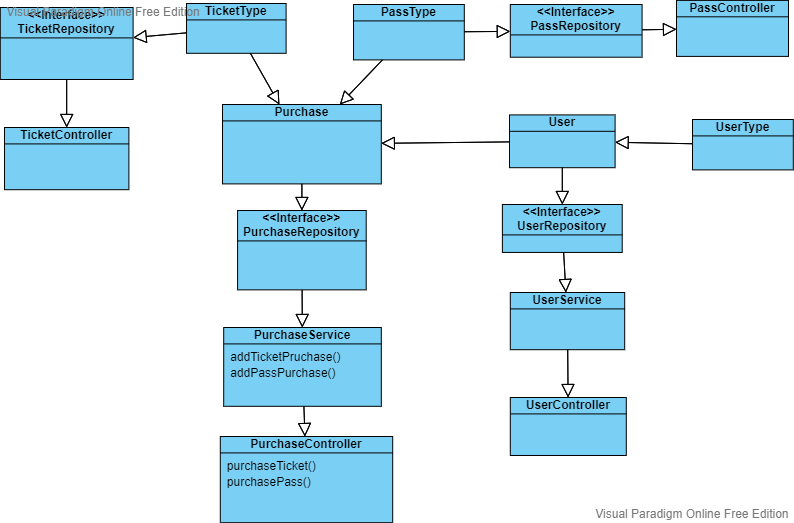 Visual Paradigm Online Free Edition
<<Interface>>
TicketRepository
TicketType
PassType
<<Interface>>
PassRepository
PassController
TicketController
Purchase
User
UserType
<<Interface>>
PurchaseRepository
<<Interface>>
UserRepository
PurchaseService
addTicketPruchase()
addPassPurchase()
UserService
PurchaseController
purchaseTicket()
purchasePass()
UserController
Visual Paradigm Online Free Edition